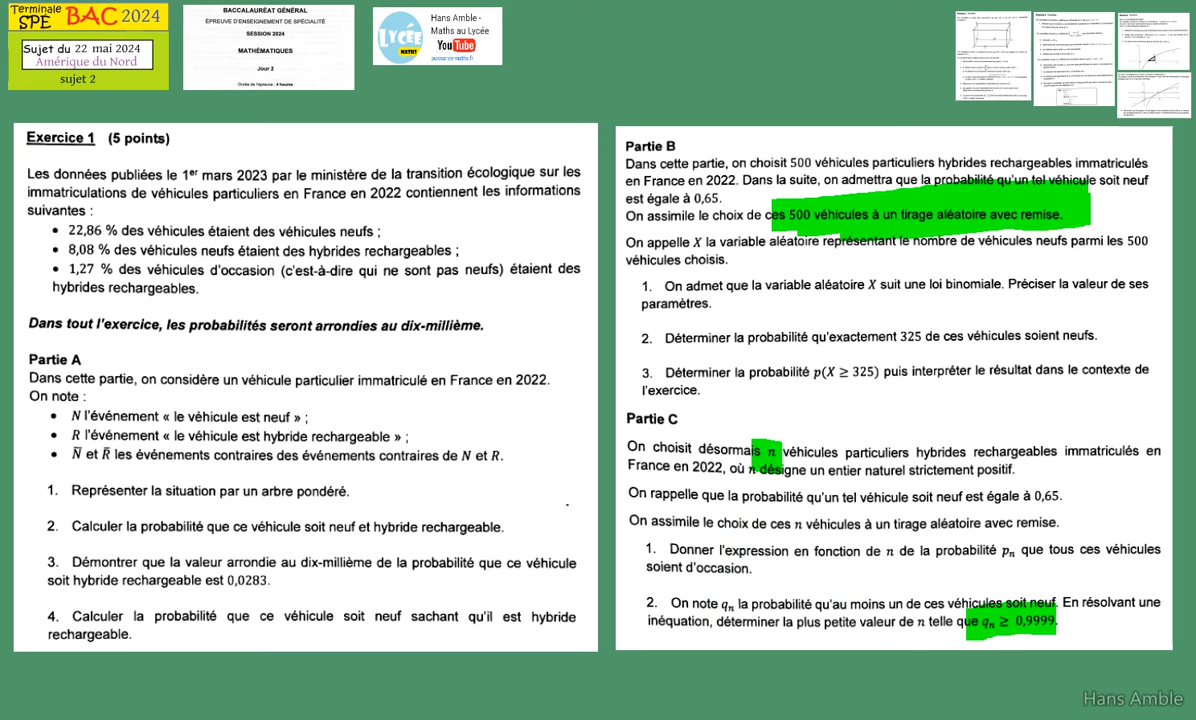 Terminale
SPÉ BAC 2024
Sujet du 22 mai 2024
Amérique du Nord
sujet 2
BACCALAURÉAT GÉNÉRAL
ÉPREUVE D'ENSEIGNEMENT DE SPÉCIALITÉ
SESSION 2024
MATHÉMATIQUES
Jour 2
Durée de l'épreuve : 4 heures
LYCÉE
MATHS
Hans Amble -
Maths au Lycée
YouTube
puissance-maths.fr
Exercice 1 (5 points)
Les données publiées le 1er mars 2023 par le ministère de la transition écologique sur les
immatriculations de véhicules particuliers en France en 2022 contiennent les informations
suivantes :
• 22,86 % des véhicules étaient des véhicules neufs ;
• 8,08 % des véhicules neufs étaient des hybrides rechargeables ;
• 1,27 % des véhicules d'occasion (c'est-à-dire qui ne sont pas neufs) étaient des
hybrides rechargeables.
Dans tout l'exercice, les probabilités seront arrondies au dix-millième.
Partie A
Dans cette partie, on considère un véhicule particulier immatriculé en France en 2022.
On note :
• N l'événement « le véhicule est neuf » ;
• R l'événement « le véhicule est hybride rechargeable » ;
• N̅ et R̅ les événements contraires des événements contraires de N et R.
1. Représenter la situation par un arbre pondéré.
2. Calculer la probabilité que ce véhicule soit neuf et hybride rechargeable.
3. Démontrer que la valeur arrondie au dix-millième de la probabilité que ce véhicule
soit hybride rechargeable est 0,0283.
4. Calculer la probabilité que ce véhicule soit neuf sachant qu'il est hybride
rechargeable.
Partie B
Dans cette partie, on choisit 500 véhicules particuliers hybrides rechargeables immatriculés
en France en 2022. Dans la suite, on admettra que la probabilité qu'un tel véhicule soit neuf
est égale à 0,65.
On assimile le choix de ces 500 véhicules à un tirage aléatoire avec remise.
On appelle X la variable aléatoire représentant le nombre de véhicules neufs parmi les 500
véhicules choisis.
1. On admet que la variable aléatoire X suit une loi binomiale. Préciser la valeur de ses
paramètres.
2. Déterminer la probabilité qu'exactement 325 de ces véhicules soient neufs.
3. Déterminer la probabilité p(X ≥ 325) puis interpréter le résultat dans le contexte de
l'exercice.
Partie C
On choisit désormais n véhicules particuliers hybrides rechargeables immatriculés en
France en 2022, où n désigne un entier naturel strictement positif.
On rappelle que la probabilité qu'un tel véhicule soit neuf est égale à 0,65.
On assimile le choix de ces n véhicules à un tirage aléatoire avec remise.
1. Donner l'expression en fonction de n de la probabilité pn que tous ces véhicules
soient d'occasion.
2. On note qn la probabilité qu'au moins un de ces véhicules soit neuf. En résolvant une
inéquation, déterminer la plus petite valeur de n telle que qn ≥ 0,9999.
Hans Amble